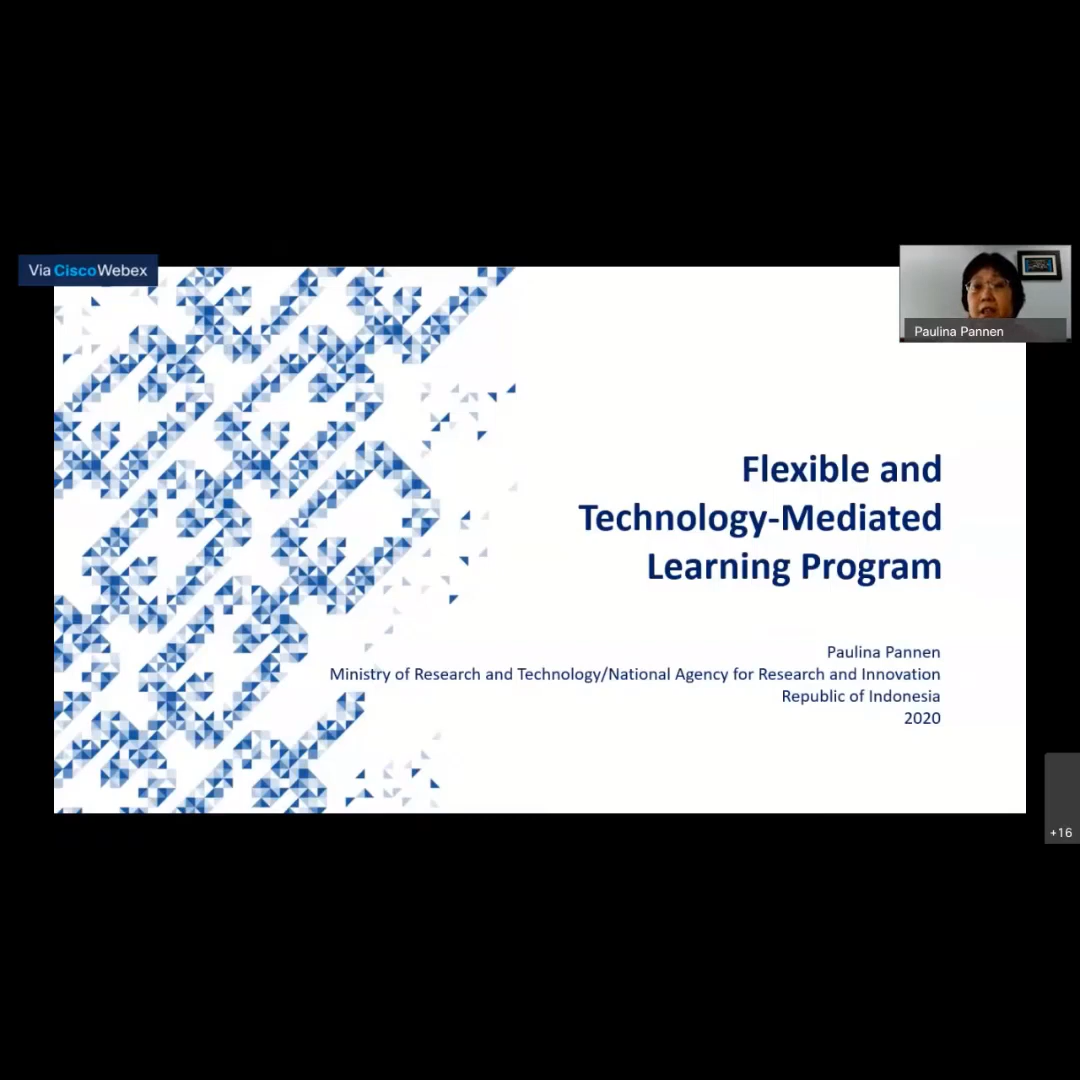 Via CiscoWebex
Paulina Pannen
Flexible and
Technology-Mediated
Learning Program
Paulina Pannen
Ministry of Research and Technology/National Agency for Research and Innovation
Republic of Indonesia
2020
+16